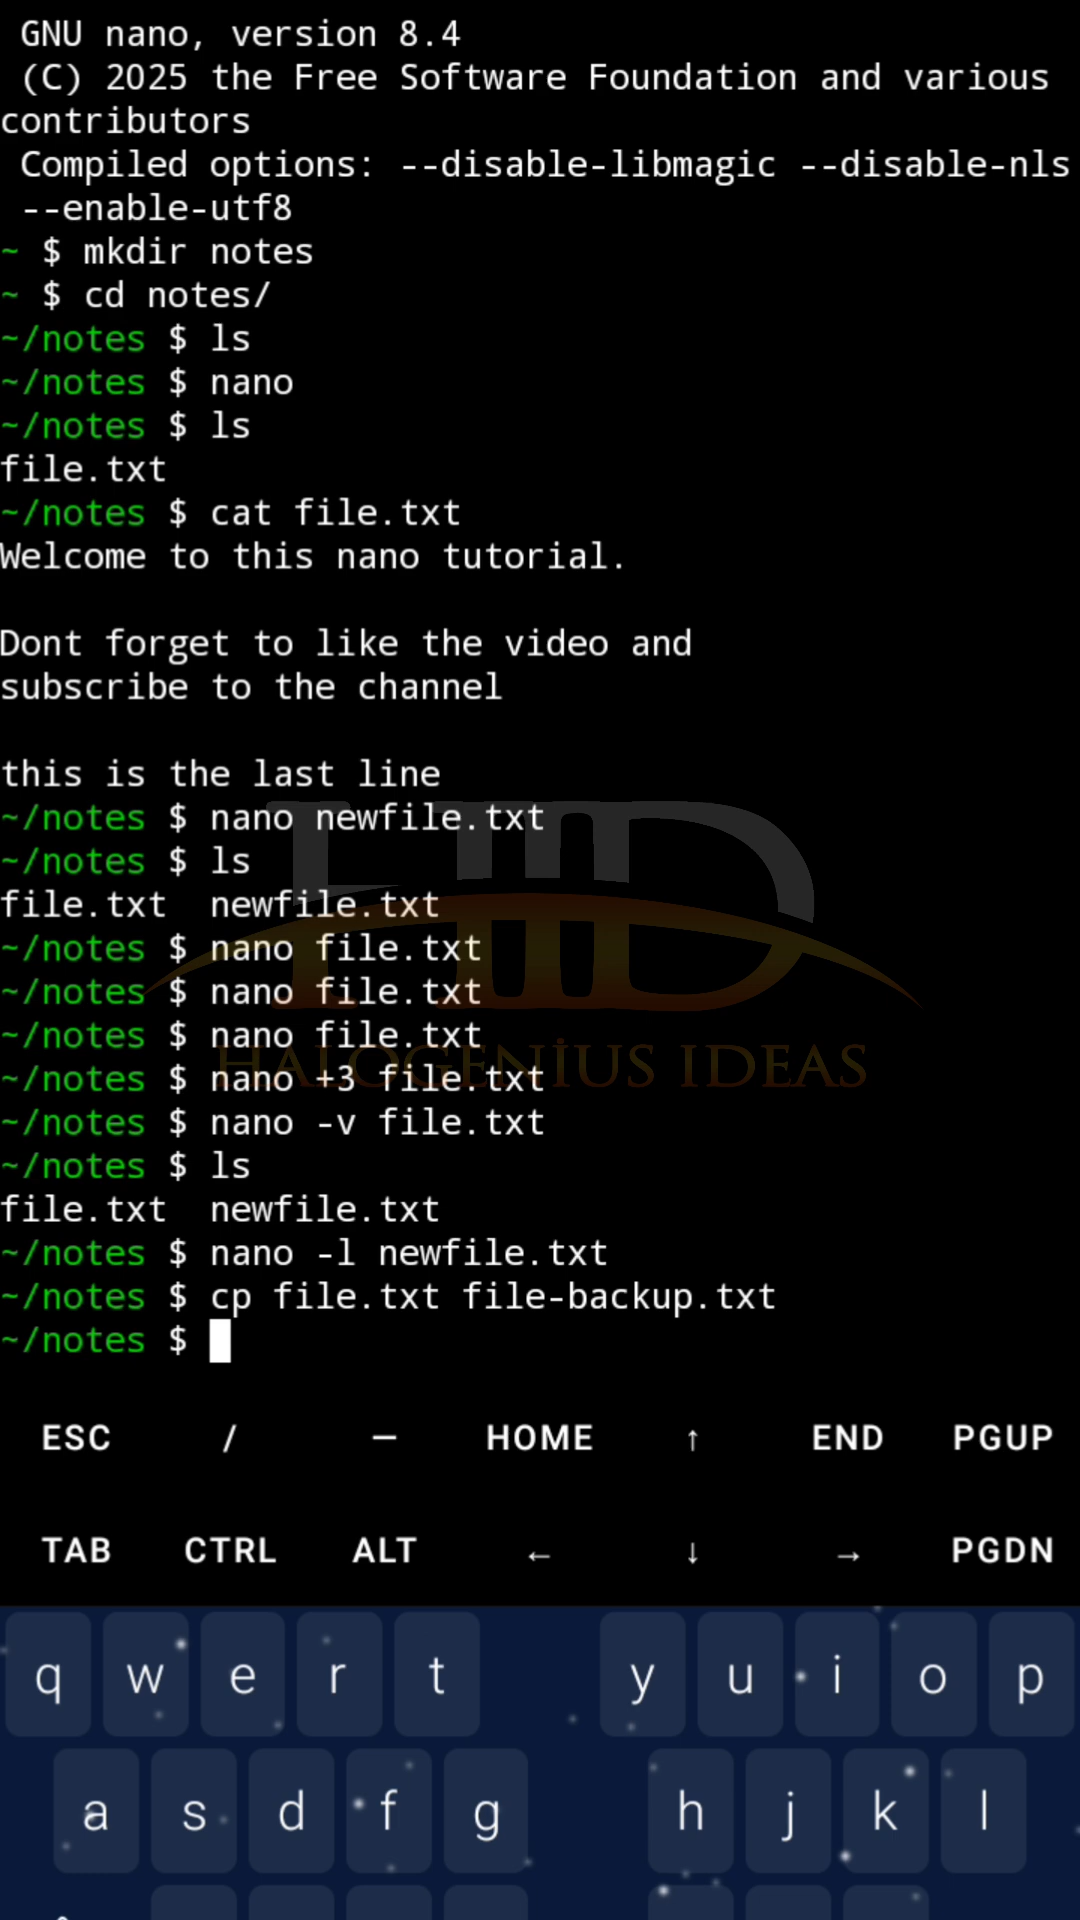 GNU nano, version 8.4
(C) 2025 the Free Software Foundation and various
contributors
Compiled options: --disable-libmagic --disable-nls
--enable-utf8
~ $ mkdir notes
~ $ cd notes/
~/notes $ ls
~/notes $ nano
~/notes $ ls
file.txt
~/notes $ cat file.txt
Welcome to this nano tutorial.
Dont forget to like the video and
subscribe to the channel
this is the last line
~/notes $ nano newfile.txt
~/notes $ ls
file.txt  newfile.txt
~/notes $ nano file.txt
~/notes $ nano file.txt
~/notes $ nano file.txt
HALOGENİUS IDEAS
~/notes $ nano +3 file.txt
~/notes $ nano -v file.txt
~/notes $ ls
file.txt  newfile.txt
~/notes $ nano -l newfile.txt
~/notes $ cp file.txt file-backup.txt
~/notes $
ESC / — HOME ↑ END PGUP
TAB CTRL ALT ← ↓ → PGDN
q w e r t y u i o p
a s d f g h j k l